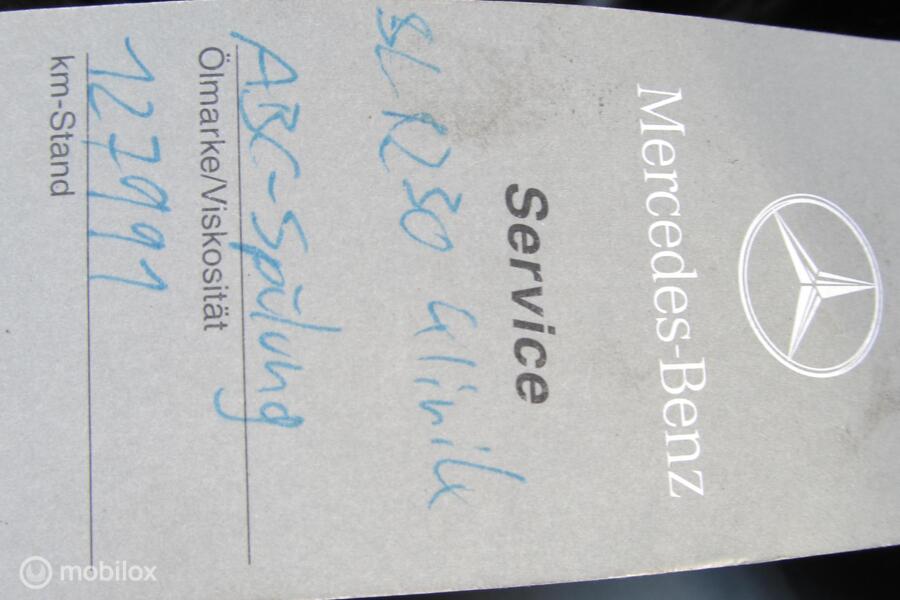 Mercedes-Benz
Service
SL R230 Klinik
ABC-Spülung
Ölmarke/Viskosität
127991
km-Stand
mobilox